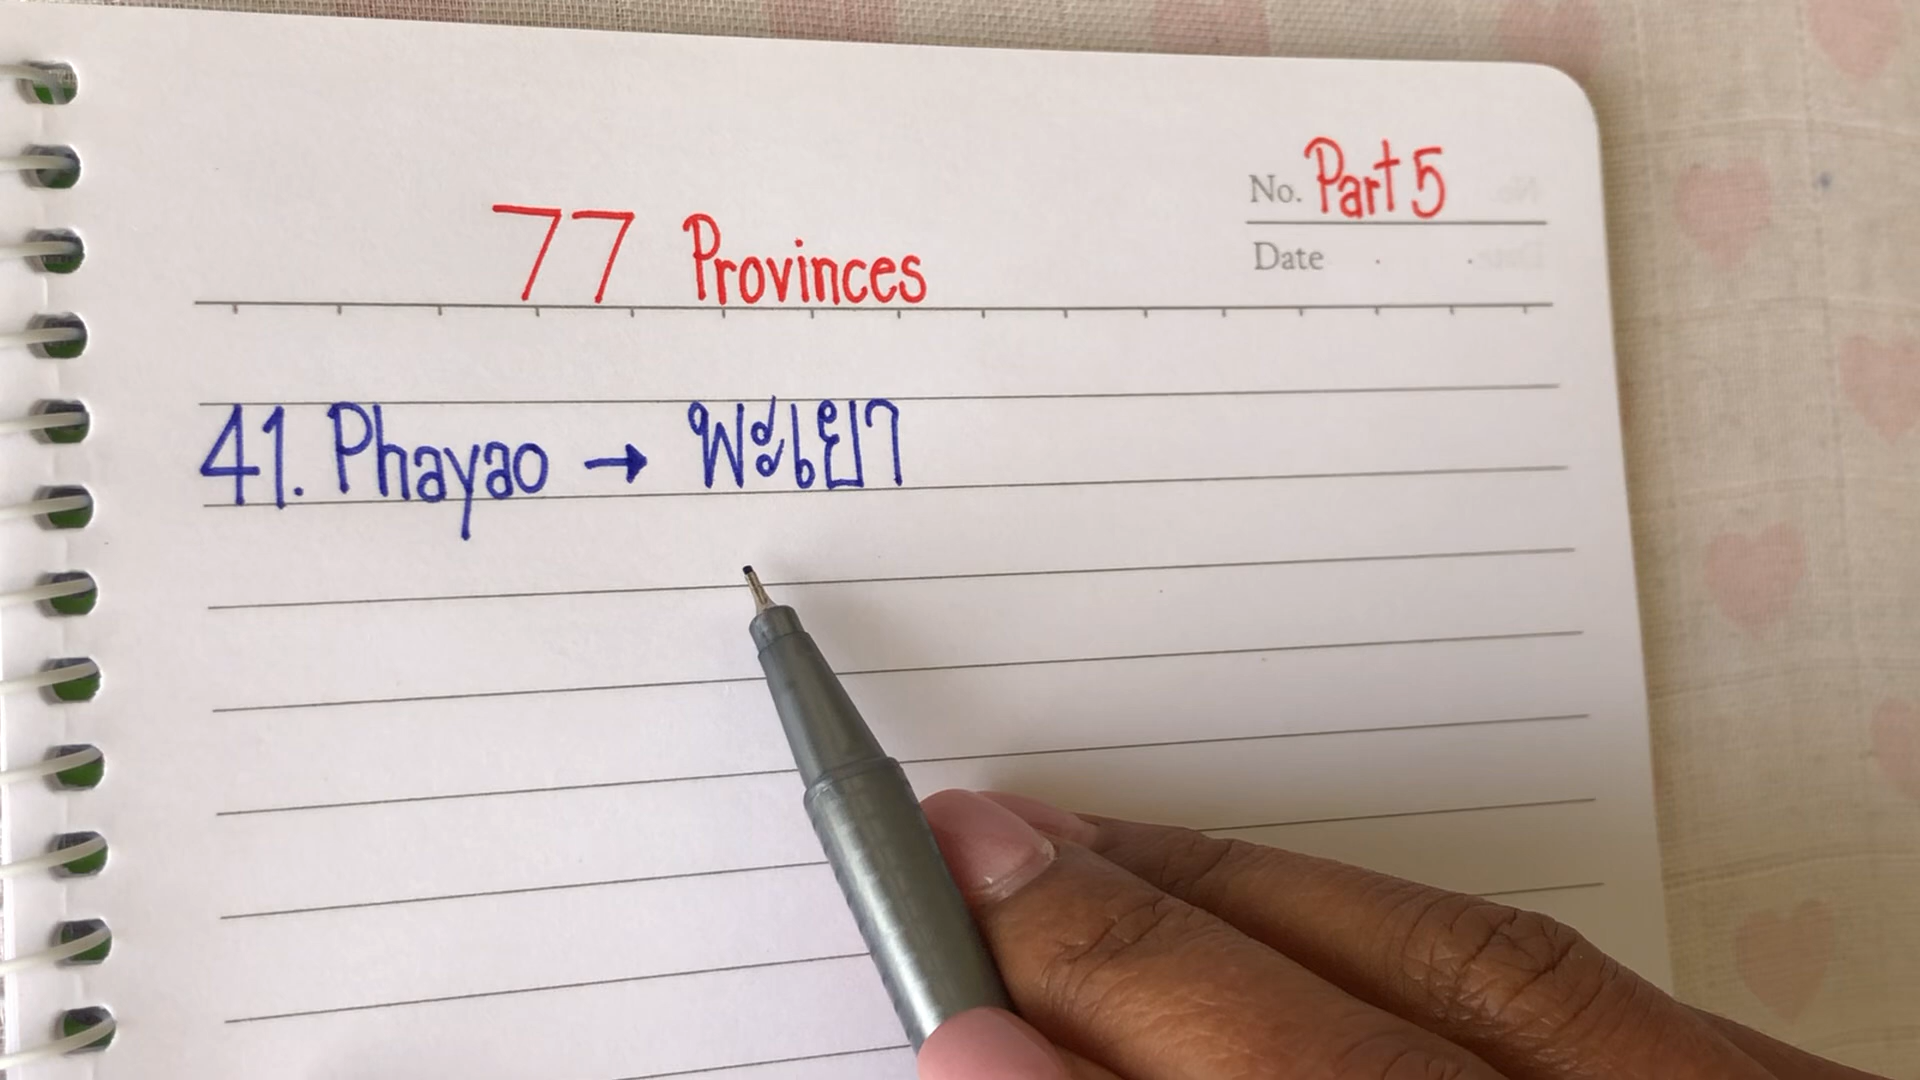 No. Part 5
Date
77 Provinces
41. Phayao → พะเยา